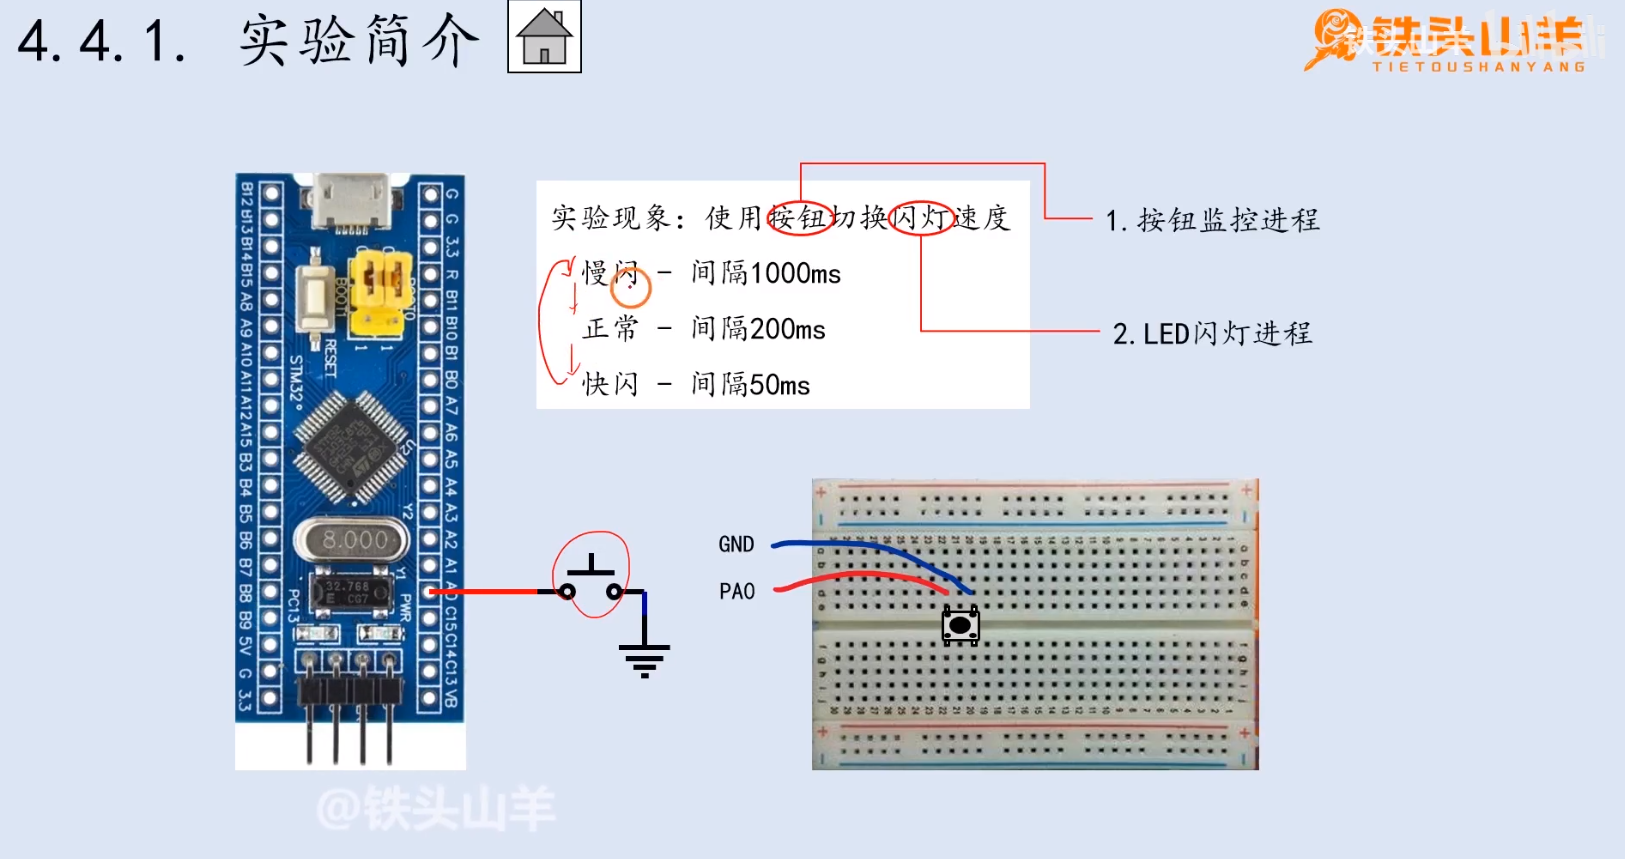 4.4.1. 实验简介
铁头山羊
TIETOUSHANYANG
实验现象：使用按钮切换闪灯速度
慢闪 - 间隔1000ms
正常 - 间隔200ms
快闪 - 间隔50ms
1.按钮监控进程
2.LED闪灯进程
B12
B13
B14
B15
A8
A9
A10
A11
A12
A15
B3
B4
B5
B6
B7
B8
B9
5V
G
3.3
G
G
3.3
R
B11
B10
B1
B0
A7
A6
A5
A4
A3
A2
A1
C15
C14
C13
VB
BOOT1
BOOT0
1
1
RESET
STM32
U2
Y2
8.000
Y1
32.768
E CG7
PC13
PWR
GND
PA0
@铁头山羊